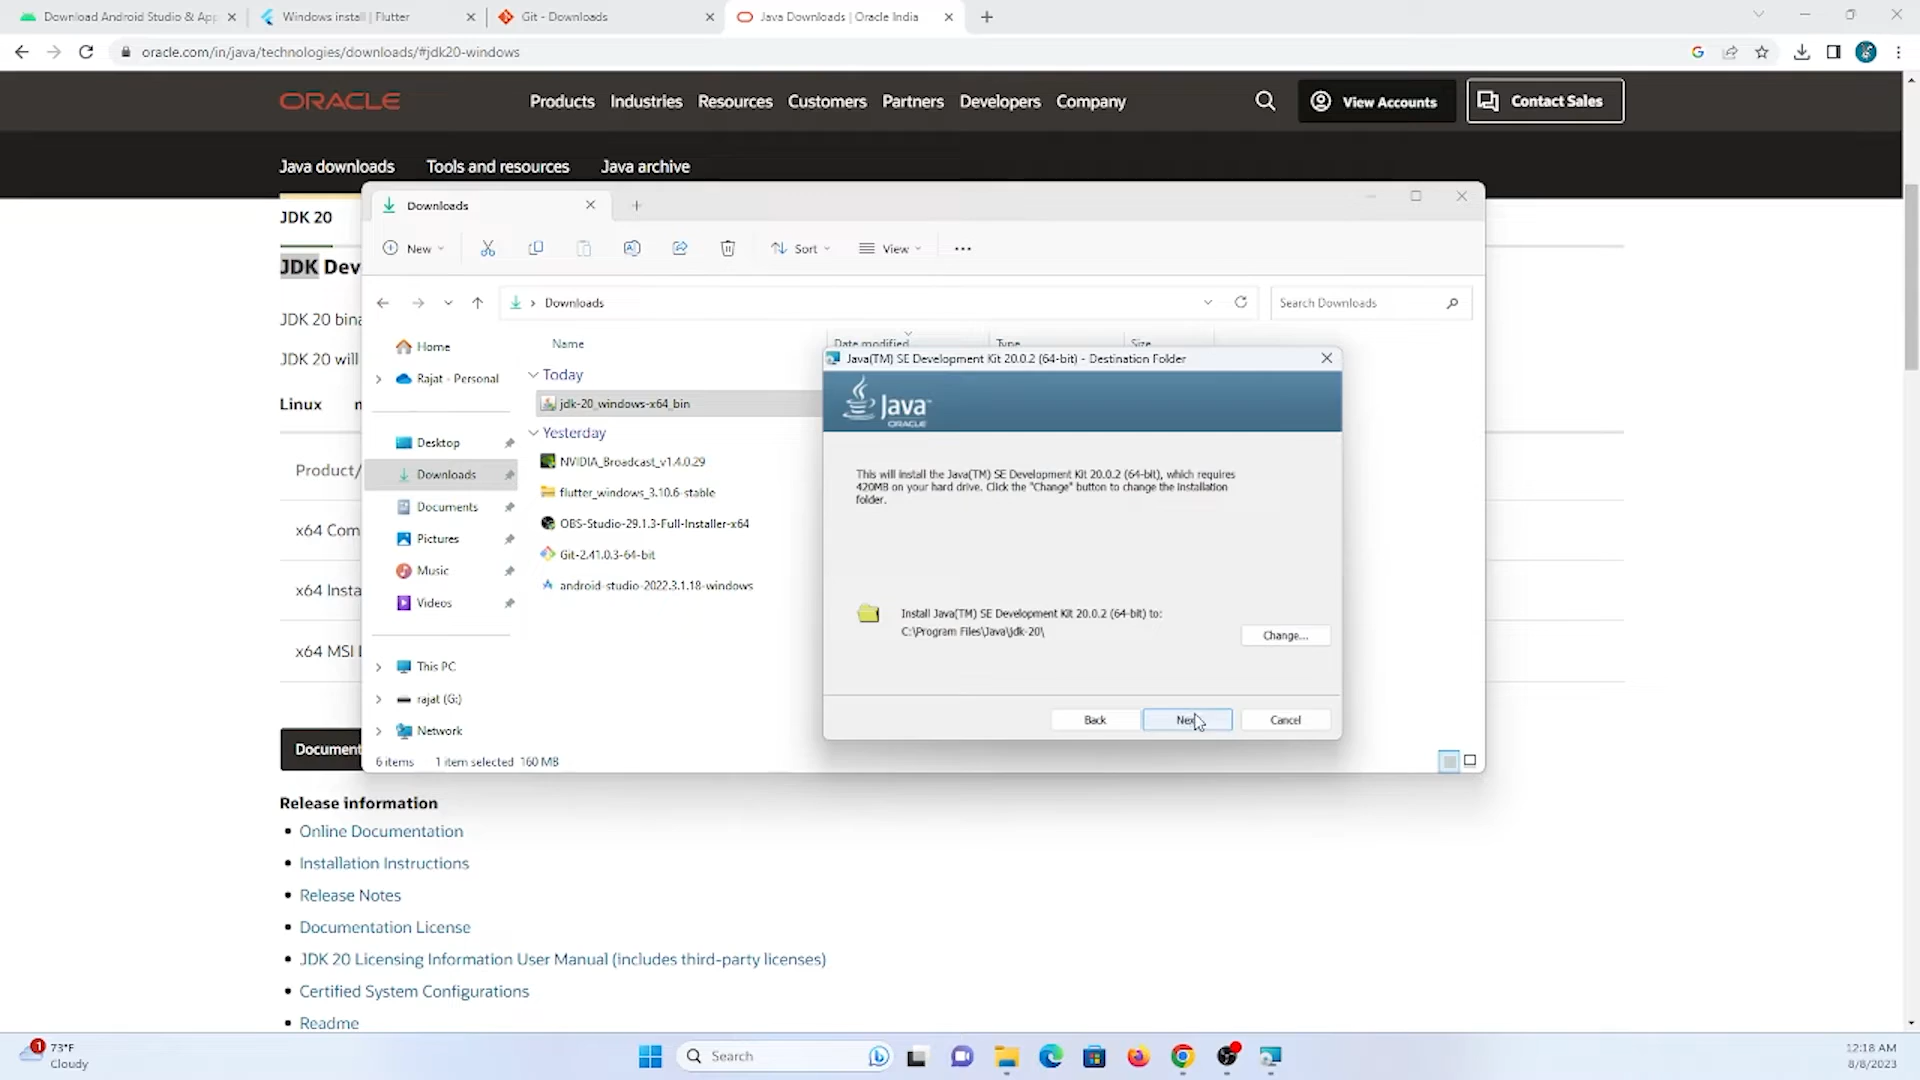 Download Android Studio & App
Windows install | Flutter
Git - Downloads
Java Downloads | Oracle India
oracle.com/in/java/technologies/downloads/#jdk20-windows
ORACLE
Products
Industries
Resources
Customers
Partners
Developers
Company
View Accounts
Contact Sales
Java downloads
Tools and resources
Java archive
JDK 20
JDK Dev
JDK 20 bina
JDK 20 will
Linux
Product/
x64 Com
x64 Insta
x64 MSI
Document
Downloads
New
Sort
View
Downloads
Search Downloads
Home
Rajat - Personal
Desktop
Downloads
Documents
Pictures
Music
Videos
This PC
rajat (G:)
Network
Name
Date modified
Type
Size
Today
jdk-20_windows-x64_bin
Yesterday
NVIDIA_Broadcast_v1.4.0.29
flutter_windows_3.10.6-stable
OBS-Studio-29.1.3-Full-Installer-x64
Git-2.41.0.3-64-bit
android-studio-2022.3.1.18-windows
6 items
1 item selected 160 MB
Java(TM) SE Development Kit 20.0.2 (64-bit) - Destination Folder
Java™
ORACLE
This will install the Java(TM) SE Development Kit 20.0.2 (64-bit), which requires
420MB on your hard drive. Click the "Change" button to change the installation
folder.
Install Java(TM) SE Development Kit 20.0.2 (64-bit) to:
C:\Program Files\Java\jdk-20\
Change...
Back
Cancel
Release information
Online Documentation
Installation Instructions
Release Notes
Documentation License
JDK 20 Licensing Information User Manual (includes third-party licenses)
Certified System Configurations
Readme
1
73°F
Cloudy
Search
12:18 AM
8/8/2023